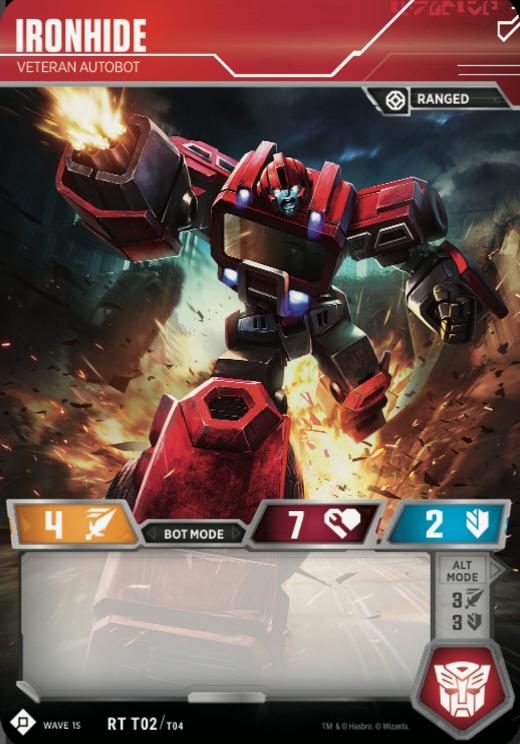 IRONHIDE
VETERAN AUTOBOT
RANGED
4
BOT MODE
7
2
ALT
MODE
3
3
WAVE 1S
RT T02/T04
TM & © Hasbro. © Wizards.